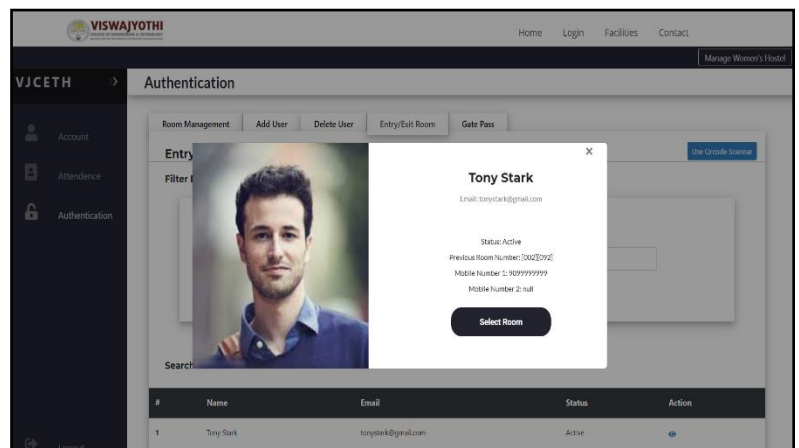 VISWAJYOTHI
Home Login Facilities Contact
Manage Women's Hostel
VJCETH
Authentication
Room Management Add User Delete User Entry/Exit Room Gate Pass
Account
Attendence
Authentication
Entry
Use Qrcode Scannar
Filter
x
Tony Stark
Email: tonystark@gmail.com
Status: Active
Previous Room Number: [002][092]
Mobile Number 1: 9099999999
Mobile Number 2: null
Select Room
Search
# Name Email Status Action
1 Tony Stark tonystark@gmail.com Active
Logout